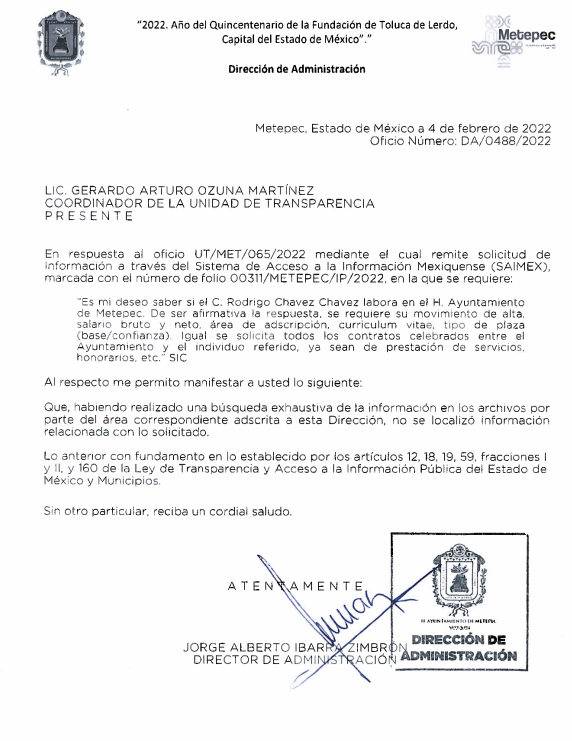 "2022. Año del Quincentenario de la Fundación de Toluca de Lerdo,
Capital del Estado de México"."
Metepec
Dirección de Administración
Metepec, Estado de México a 4 de febrero de 2022
Oficio Número: DA/0488/2022
LIC. GERARDO ARTURO OZUNA MARTÍNEZ
COORDINADOR DE LA UNIDAD DE TRANSPARENCIA
P R E S E N T E
En respuesta al oficio UT/MET/065/2022 mediante el cual remite solicitud de
información a través del Sistema de Acceso a la Información Mexiquense (SAIMEX),
marcada con el número de folio 00311/METEPEC/IP/2022, en la que se requiere:
"Es mi deseo saber si el C. Rodrigo Chavez Chavez labora en el H. Ayuntamiento
de Metepec. De ser afirmativa la respuesta, se requiere su movimiento de alta,
salario bruto y neto, área de adscripción, curriculum vitae, tipo de plaza
(base/confianza). Igual se solicita todos los contratos celebrados entre el
Ayuntamiento y el individuo referido, ya sean de prestación de servicios,
honorarios, etc." SIC
Al respecto me permito manifestar a usted lo siguiente:
Que, habiendo realizado una búsqueda exhaustiva de la información en los archivos por
parte del área correspondiente adscrita a esta Dirección, no se localizó información
relacionada con lo solicitado.
Lo anterior con fundamento en lo establecido por los artículos 12, 18, 19, 59, fracciones I
y II, y 160 de la Ley de Transparencia y Acceso a la Información Pública del Estado de
México y Municipios.
Sin otro particular, reciba un cordial saludo.
A T E N T A M E N T E
JORGE ALBERTO IBARRA ZIMBRÓN
DIRECTOR DE ADMINISTRACIÓN
H. AYUNTAMIENTO DE METEPEC
DIRECCIÓN DE
ADMINISTRACIÓN